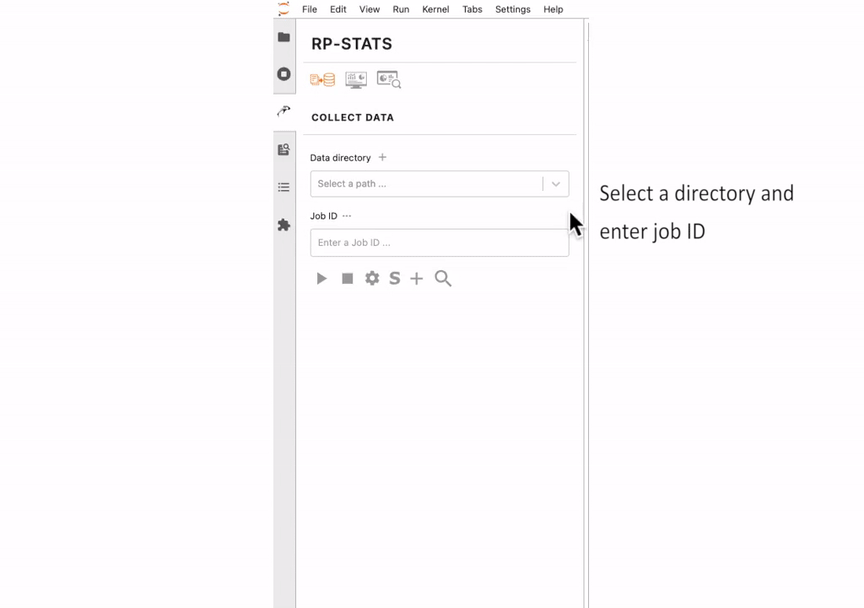 File Edit View Run Kernel Tabs Settings Help
RP-STATS
COLLECT DATA
Data directory +
Select a path ...
Select a directory and
Job ID ...
enter job ID
Enter a Job ID ...
S